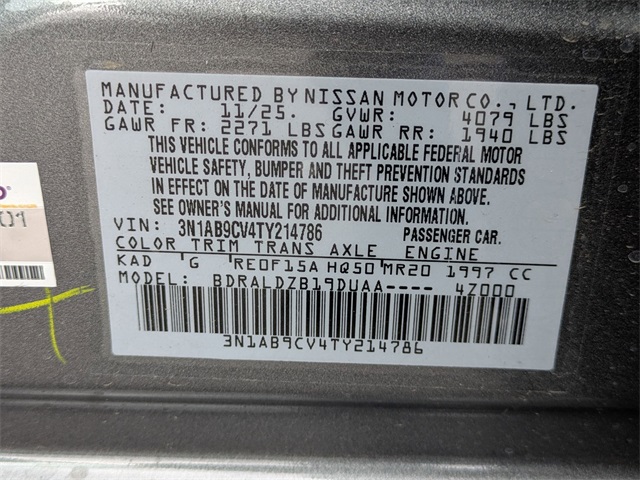 MANUFACTURED BY NISSAN MOTOR CO., LTD.
DATE: 11/25. GVWR: 4079 LBS
GAWR FR: 2271 LBS GAWR RR: 1940 LBS
THIS VEHICLE CONFORMS TO ALL APPLICABLE FEDERAL MOTOR
VEHICLE SAFETY, BUMPER AND THEFT PREVENTION STANDARDS
IN EFFECT ON THE DATE OF MANUFACTURE SHOWN ABOVE.
SEE OWNER'S MANUAL FOR ADDITIONAL INFORMATION.
VIN: 3N1AB9CV4TY214786 PASSENGER CAR.
COLOR TRIM TRANS AXLE ENGINE
KAD G RE0F15A HQ50 MR20 1997 CC
MODEL: BDRALDZB19DUAA---- 4Z000
3N1AB9CV4TY214786